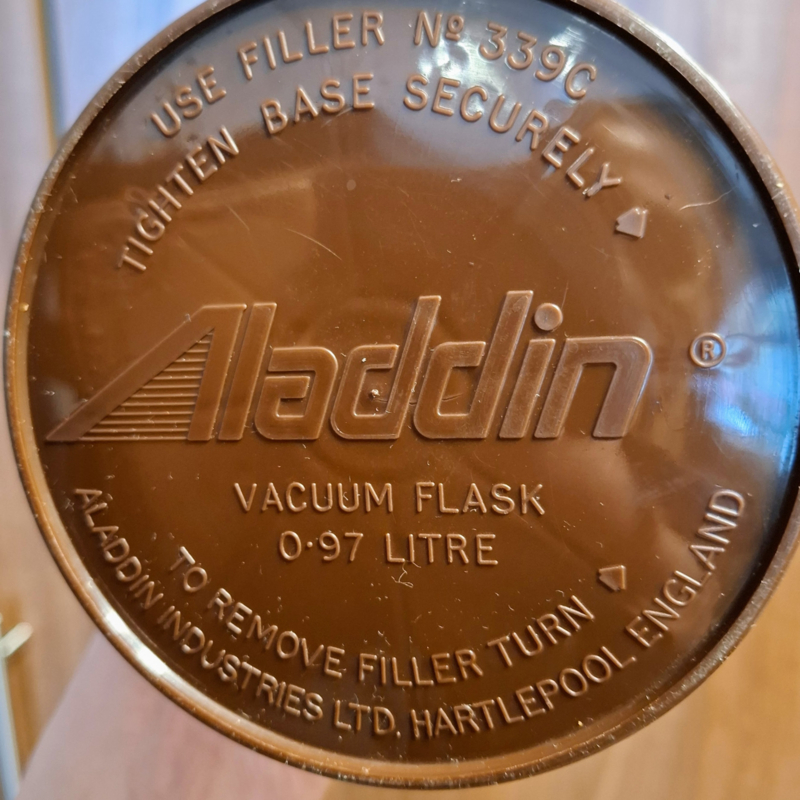 USE FILLER Nº 339C
TIGHTEN BASE SECURELY
Aladdin ®
VACUUM FLASK
0·97 LITRE
TO REMOVE FILLER TURN
ALADDIN INDUSTRIES LTD. HARTLEPOOL ENGLAND